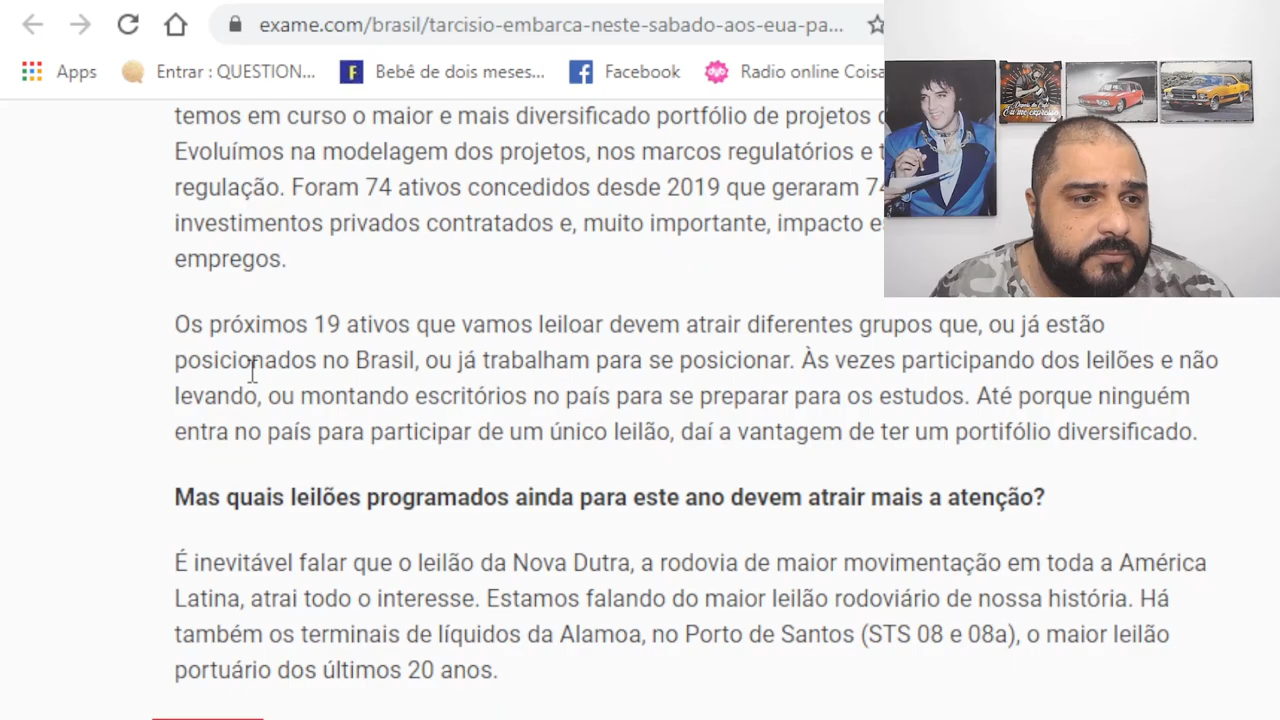 exame.com/brasil/tarcisio-embarca-neste-sabado-aos-eua-pa...
Apps Entrar : QUESTION... F Bebê de dois meses... Facebook Radio online Coisa
temos em curso o maior e mais diversificado portfólio de projetos
Evoluímos na modelagem dos projetos, nos marcos regulatórios e
regulação. Foram 74 ativos concedidos desde 2019 que geraram 74
investimentos privados contratados e, muito importante, impacto
empregos.
Os próximos 19 ativos que vamos leiloar devem atrair diferentes grupos que, ou já estão
posicionados no Brasil, ou já trabalham para se posicionar. Às vezes participando dos leilões e não
levando, ou montando escritórios no país para se preparar para os estudos. Até porque ninguém
entra no país para participar de um único leilão, daí a vantagem de ter um portifólio diversificado.
Mas quais leilões programados ainda para este ano devem atrair mais a atenção?
É inevitável falar que o leilão da Nova Dutra, a rodovia de maior movimentação em toda a América
Latina, atrai todo o interesse. Estamos falando do maior leilão rodoviário de nossa história. Há
também os terminais de líquidos da Alamoa, no Porto de Santos (STS 08 e 08a), o maior leilão
portuário dos últimos 20 anos.